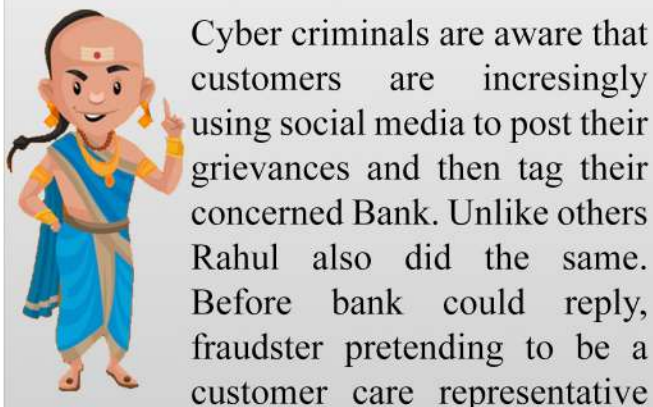 Cyber criminals are aware that
customers are incresingly
using social media to post their
grievances and then tag their
concerned Bank. Unlike others
Rahul also did the same.
Before bank could reply,
fraudster pretending to be a
customer care representative